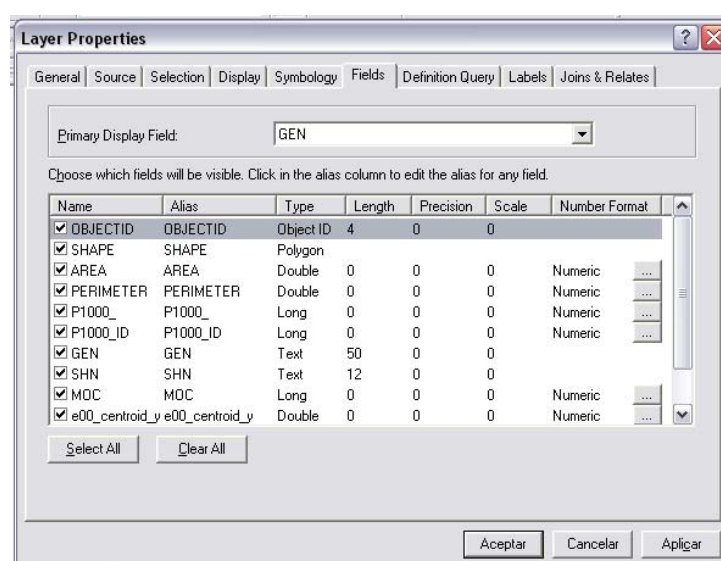 Layer Properties
General Source Selection Display Symbology Fields Definition Query Labels Joins & Relates
Primary Display Field: GEN
Choose which fields will be visible. Click in the alias column to edit the alias for any field.
Name Alias Type Length Precision Scale Number Format
OBJECTID OBJECTID Object ID 4 0 0
SHAPE SHAPE Polygon
AREA AREA Double 0 0 0 Numeric ...
PERIMETER PERIMETER Double 0 0 0 Numeric ...
P1000_ P1000_ Long 0 0 0 Numeric ...
P1000_ID P1000_ID Long 0 0 0 Numeric ...
GEN GEN Text 50 0 0
SHN SHN Text 12 0 0
MOC MOC Long 0 0 0 Numeric ...
e00_centroid_y e00_centroid_y Double 0 0 0 Numeric ...
Select All Clear All
Aceptar Cancelar Aplicar